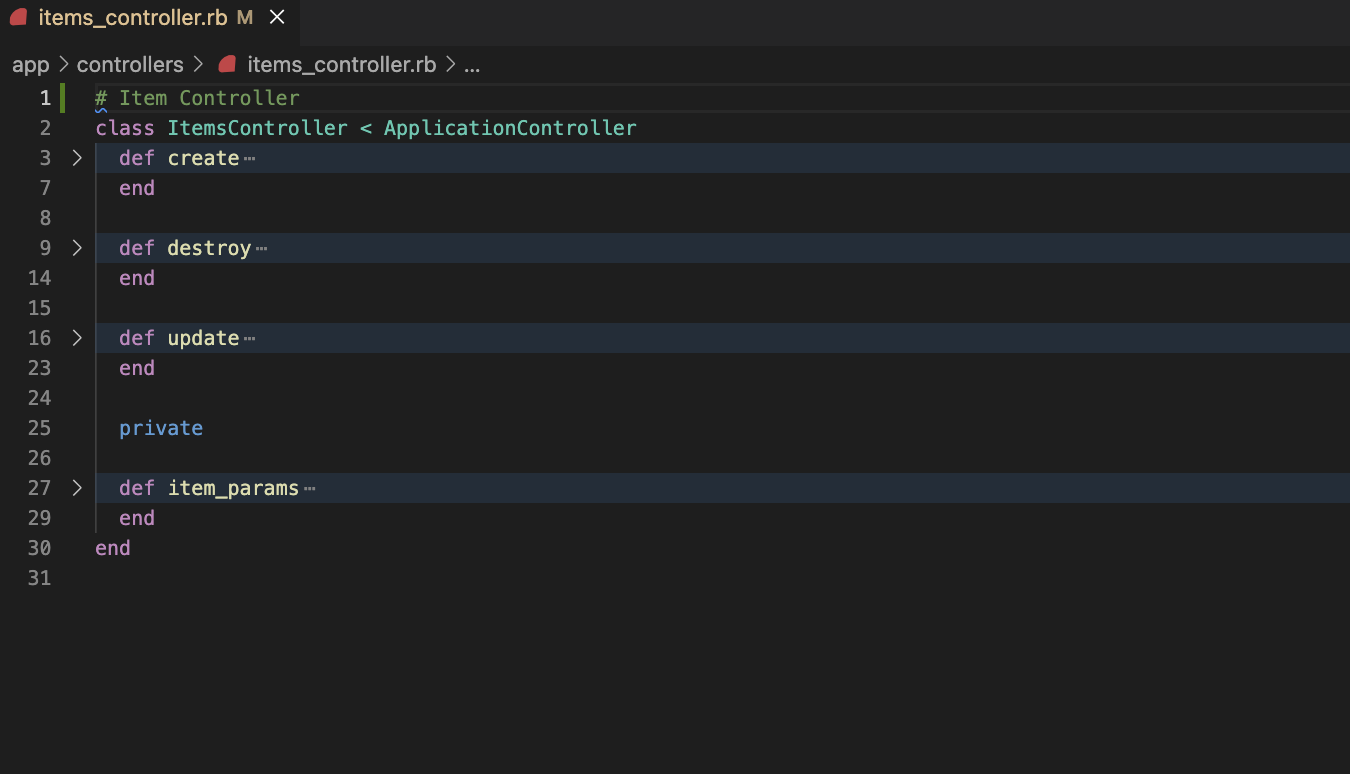 items_controller.rb M
app > controllers > items_controller.rb > ...
1 # Item Controller
2 class ItemsController < ApplicationController
3 def create⋯
7 end
8
9 def destroy⋯
14 end
15
16 def update⋯
23 end
24
25 private
26
27 def item_params⋯
29 end
30 end
31